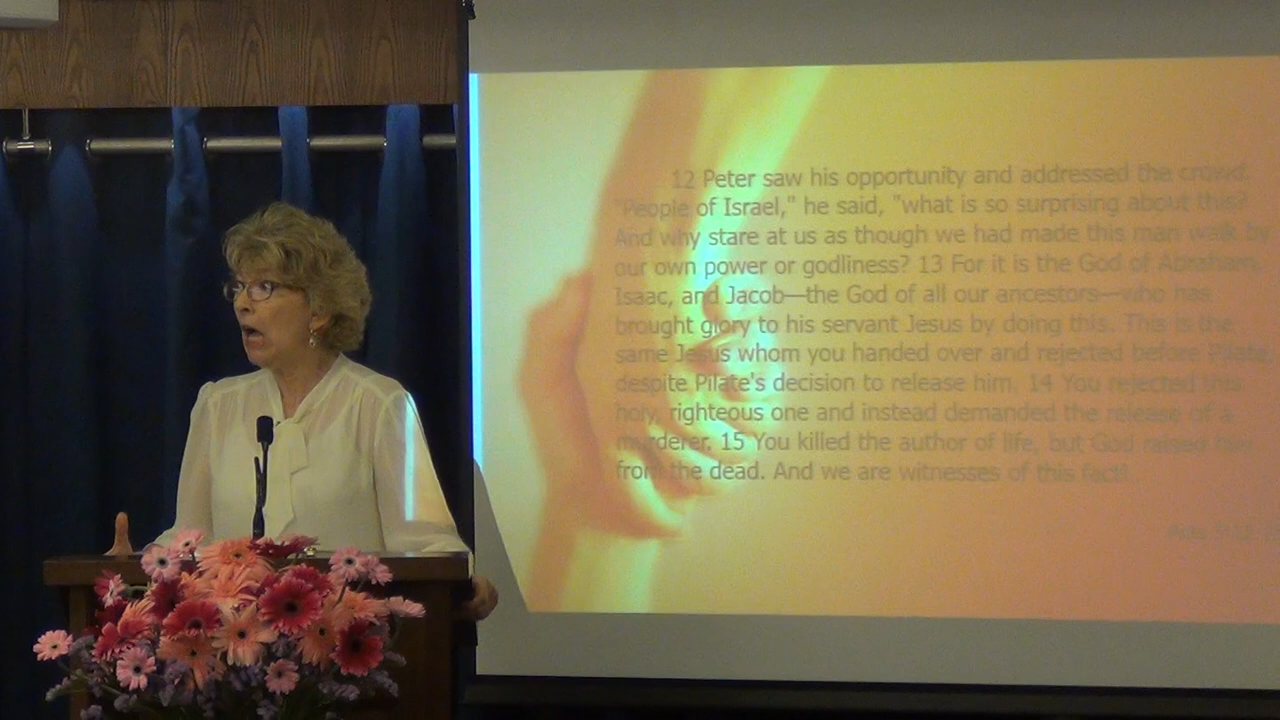 12 Peter saw his opportunity and addressed the crowd.
"People of Israel," he said, "what is so surprising about this?
And why stare at us as though we had made this man walk by
our own power or godliness? 13 For it is the God of Abraham,
Isaac, and Jacob—the God of all our ancestors—who has
brought glory to his servant Jesus by doing this. This is the
same Jesus whom you handed over and rejected before Pilate,
despite Pilate's decision to release him. 14 You rejected this
holy, righteous one and instead demanded the release of a
murderer. 15 You killed the author of life, but God raised him
from the dead. And we are witnesses of this fact!